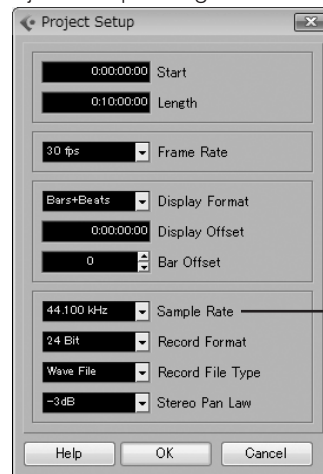 Project Setup
0:00:00:00 Start
0:10:00:00 Length
30 fps Frame Rate
Bars+Beats Display Format
0:00:00:00 Display Offset
0 Bar Offset
44.100 kHz Sample Rate
24 Bit Record Format
Wave File Record File Type
-3dB Stereo Pan Law
Help OK Cancel